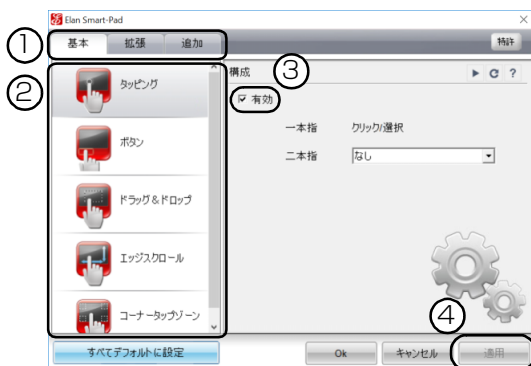 Elan Smart-Pad
① 基本 拡張 追加 特許
② タッピング
構成 ③ ?
有効
一本指 クリック/選択
二本指 なし
ボタン
ドラッグ&ドロップ
エッジスクロール
コーナータップゾーン
④
すべてデフォルトに設定 Ok キャンセル 適用